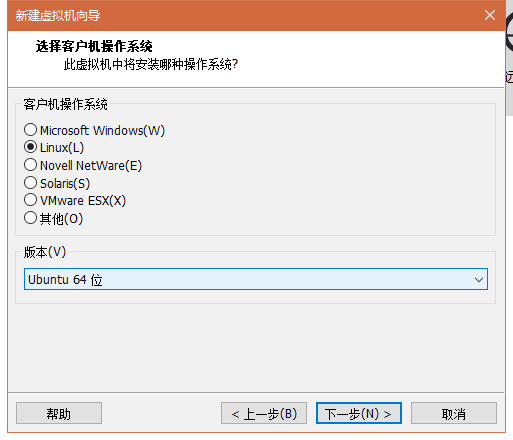 新建虚拟机向导
选择客户机操作系统
此虚拟机中将安装哪种操作系统?
客户机操作系统
Microsoft Windows(W)
Linux(L)
Novell NetWare(E)
Solaris(S)
VMware ESX(X)
其他(O)
版本(V)
Ubuntu 64 位
帮助
< 上一步(B)
下一步(N) >
取消